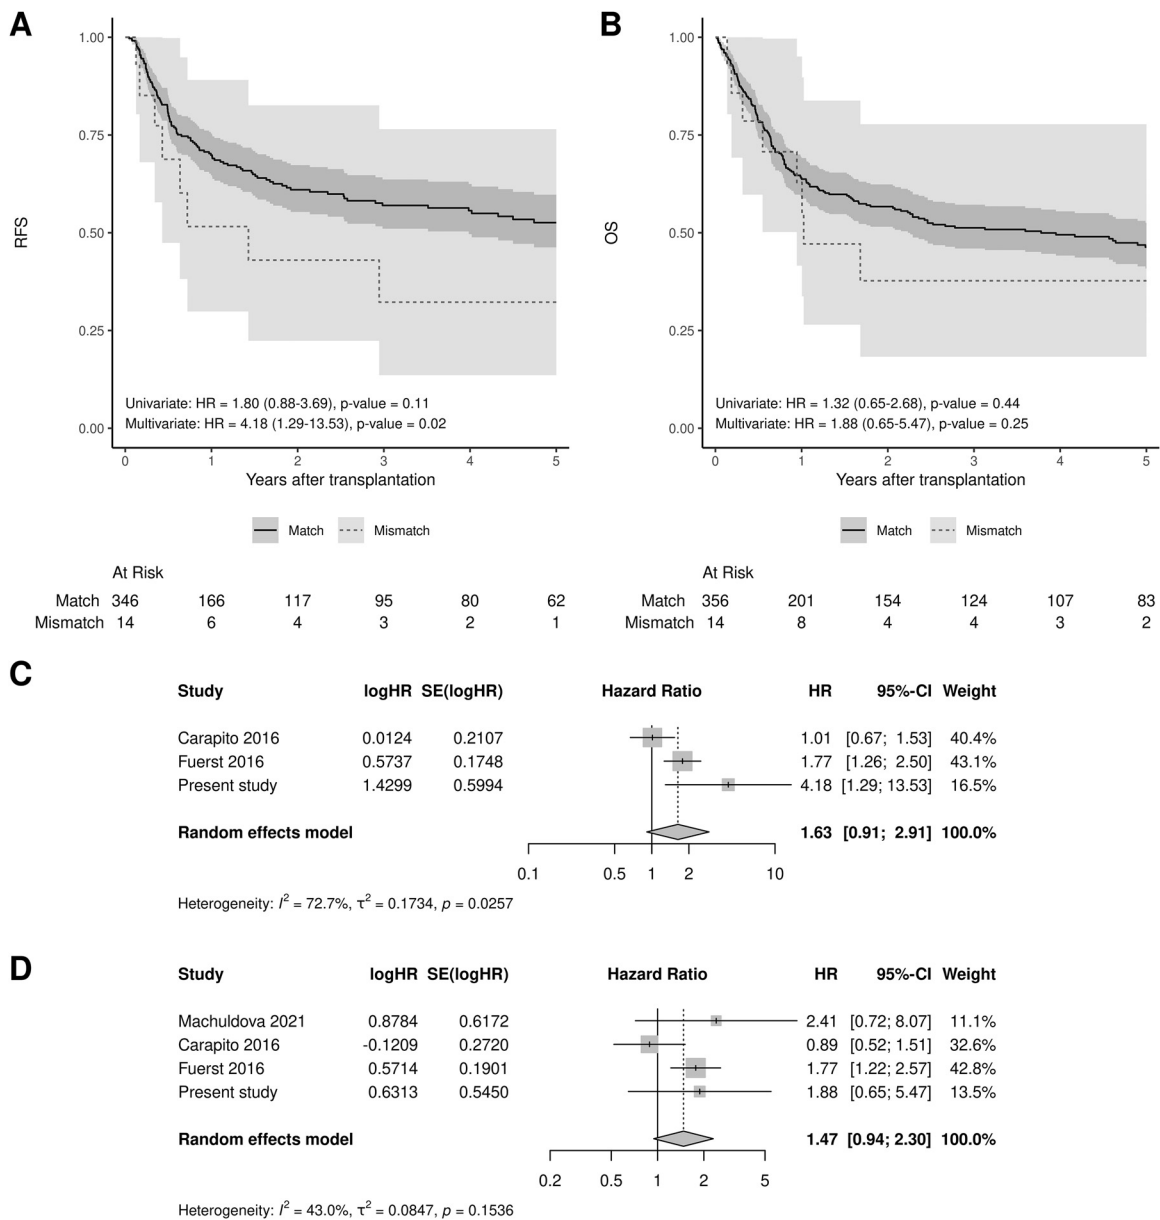 A
1.00
0.75
0.50
0.25
0.00
RFS
Univariate: HR = 1.80 (0.88-3.69), p-value = 0.11
Multivariate: HR = 4.18 (1.29-13.53), p-value = 0.02
0 1 2 3 4 5
Years after transplantation
Match Mismatch
At Risk
Match 346 166 117 95 80 62
Mismatch 14 6 4 3 2 1
B
1.00
0.75
0.50
0.25
0.00
OS
Univariate: HR = 1.32 (0.65-2.68), p-value = 0.44
Multivariate: HR = 1.88 (0.65-5.47), p-value = 0.25
0 1 2 3 4 5
Years after transplantation
Match Mismatch
At Risk
Match 356 201 154 124 107 83
Mismatch 14 8 4 4 3 2
C
Study logHR SE(logHR) Hazard Ratio HR 95%-CI Weight
Carapito 2016 0.0124 0.2107 1.01 [0.67; 1.53] 40.4%
Fuerst 2016 0.5737 0.1748 1.77 [1.26; 2.50] 43.1%
Present study 1.4299 0.5994 4.18 [1.29; 13.53] 16.5%
Random effects model 1.63 [0.91; 2.91] 100.0%
0.1 0.5 1 2 10
Heterogeneity: I² = 72.7%, τ² = 0.1734, p = 0.0257
D
Study logHR SE(logHR) Hazard Ratio HR 95%-CI Weight
Machuldova 2021 0.8784 0.6172 2.41 [0.72; 8.07] 11.1%
Carapito 2016 -0.1209 0.2720 0.89 [0.52; 1.51] 32.6%
Fuerst 2016 0.5714 0.1901 1.77 [1.22; 2.57] 42.8%
Present study 0.6313 0.5450 1.88 [0.65; 5.47] 13.5%
Random effects model 1.47 [0.94; 2.30] 100.0%
0.2 0.5 1 2 5
Heterogeneity: I² = 43.0%, τ² = 0.0847, p = 0.1536